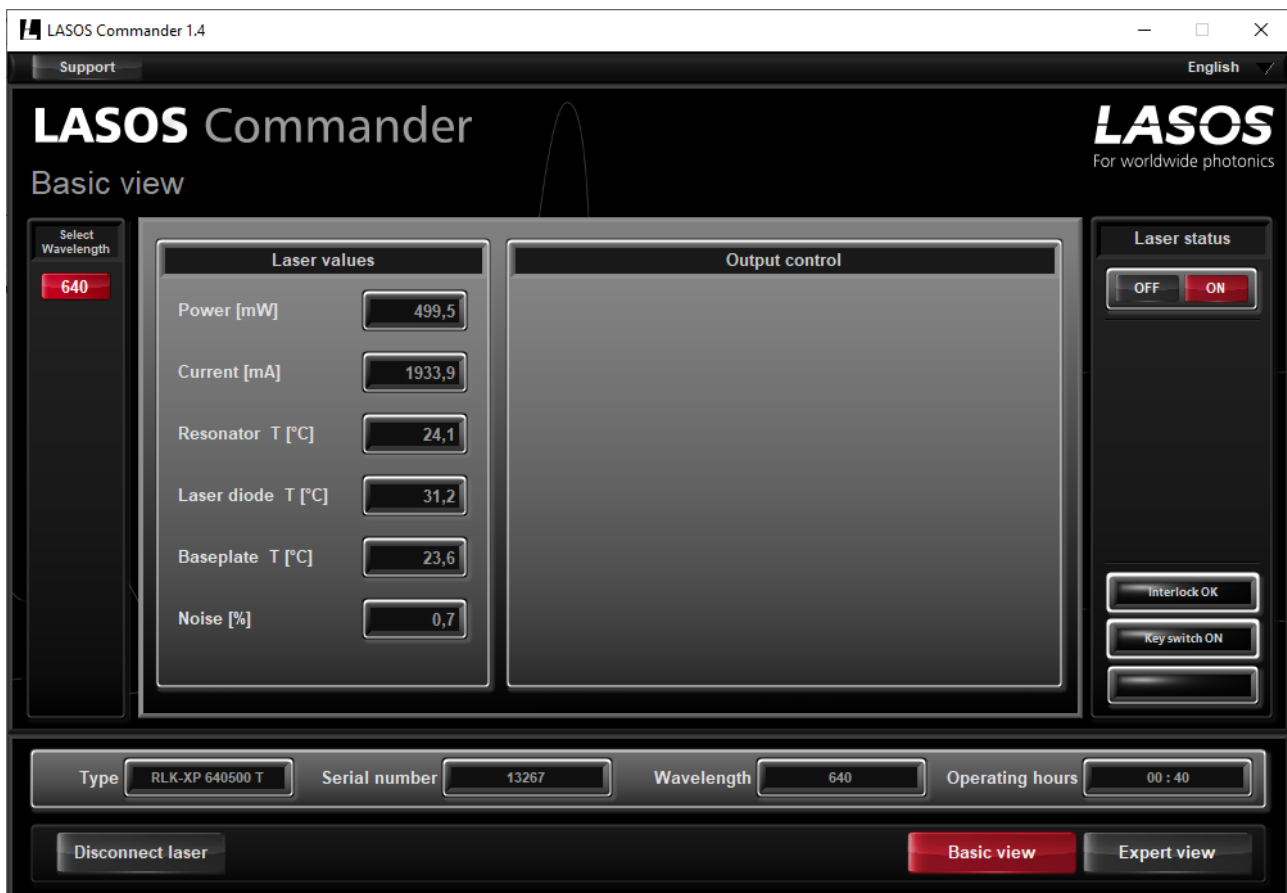 LASOS Commander 1.4
Support
English
LASOS Commander
LASOS
For worldwide photonics
Basic view
Select
Wavelength
640
Laser values
Power [mW] 499,5
Current [mA] 1933,9
Resonator T [°C] 24,1
Laser diode T [°C] 31,2
Baseplate T [°C] 23,6
Noise [%] 0,7
Output control
Laser status
OFF ON
Interlock OK
Key switch ON
Type RLK-XP 640500 T Serial number 13267 Wavelength 640 Operating hours 00 : 40
Disconnect laser
Basic view
Expert view